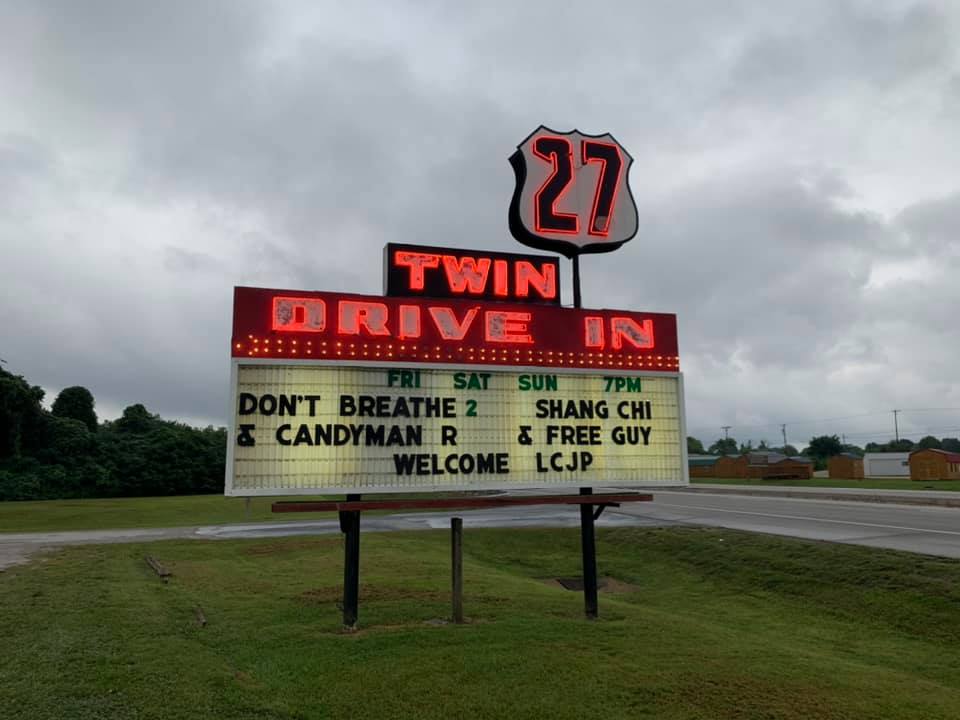 27
TWIN
DRIVE IN
FRI SAT SUN 7PM
DON'T BREATHE 2 SHANG CHI
& CANDYMAN R & FREE GUY
WELCOME LCJP